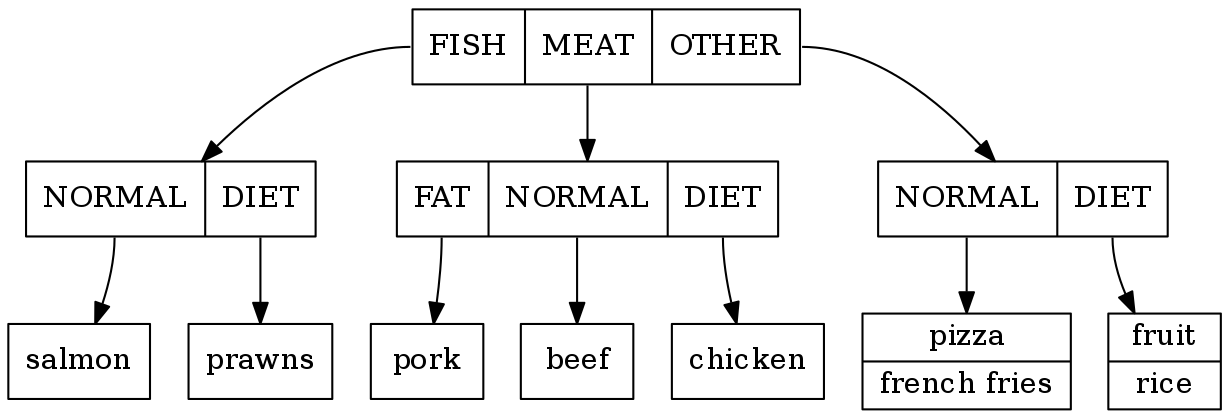 FISH MEAT OTHER
NORMAL DIET FAT NORMAL DIET NORMAL DIET
salmon prawns pork beef chicken pizza fruit
french fries rice